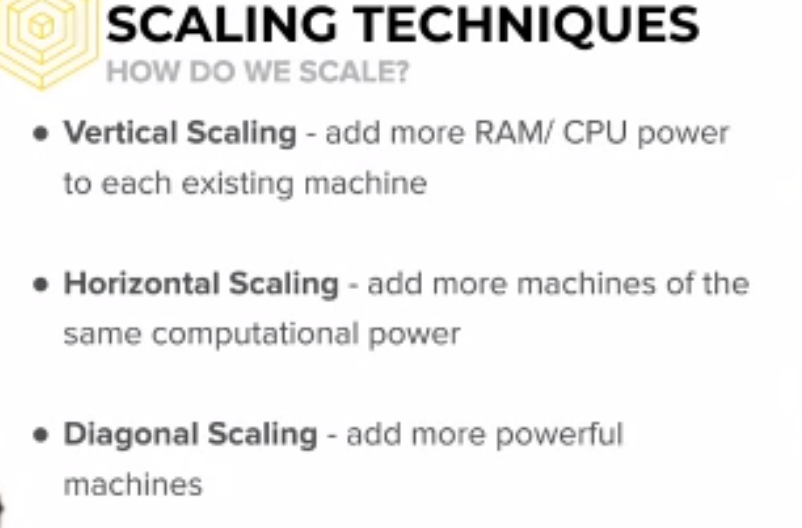 SCALING TECHNIQUES
HOW DO WE SCALE?
● Vertical Scaling - add more RAM/ CPU power
to each existing machine
● Horizontal Scaling - add more machines of the
same computational power
● Diagonal Scaling - add more powerful
machines